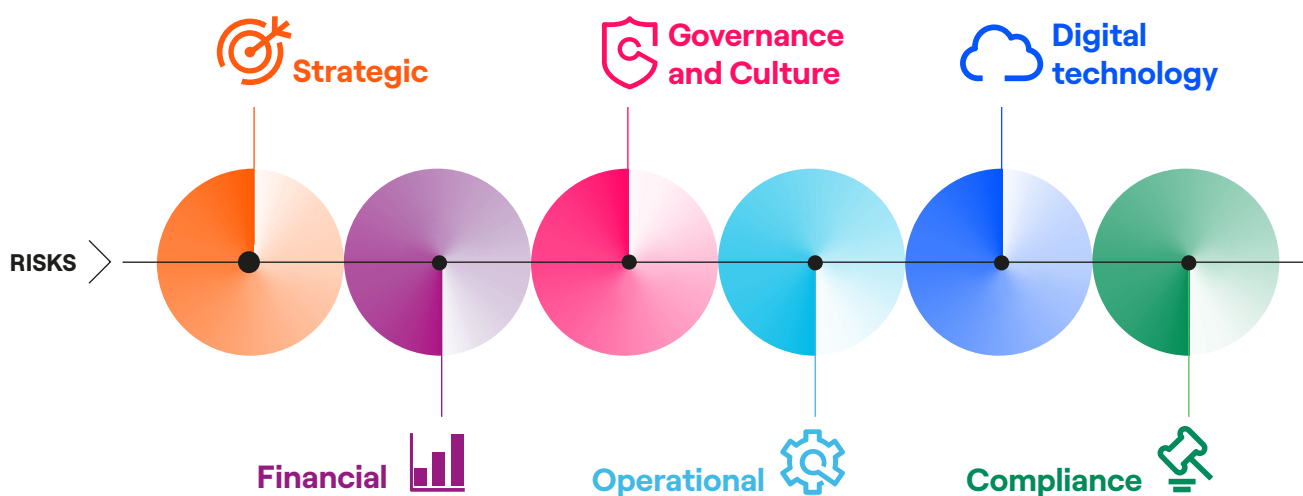 Strategic
Governance
and Culture
Digital
technology
RISKS
Financial
Operational
Compliance